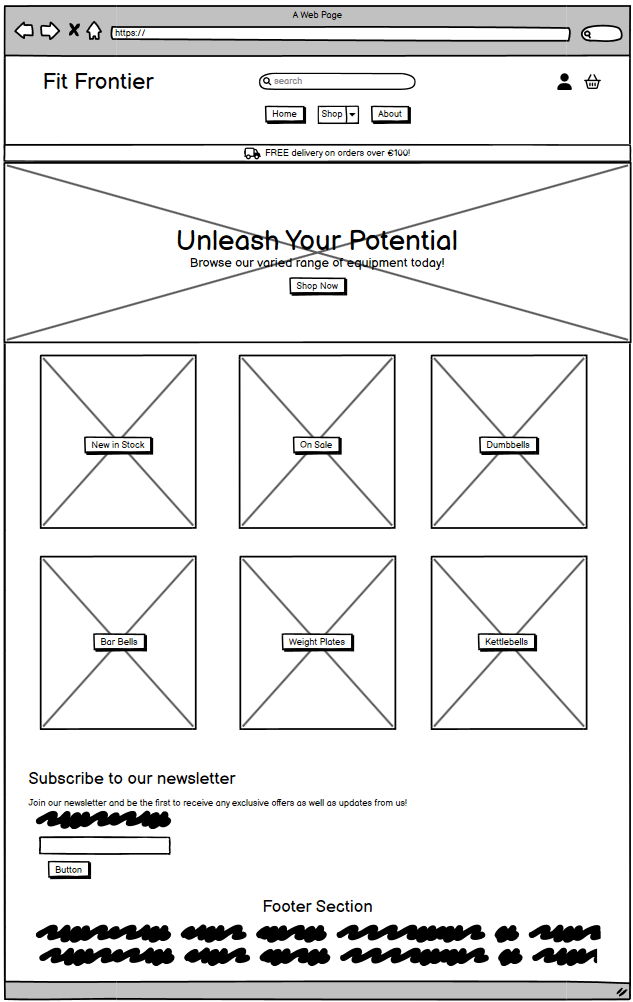 A Web Page
https://
Fit Frontier
search
Home Shop About
FREE delivery on orders over €100!
Unleash Your Potential
Browse our varied range of equipment today!
Shop Now
New in Stock On Sale Dumbbells
Bar Bells Weight Plates Kettlebells
Subscribe to our newsletter
Join our newsletter and be the first to receive any exclusive offers as well as updates from us!
Button
Footer Section